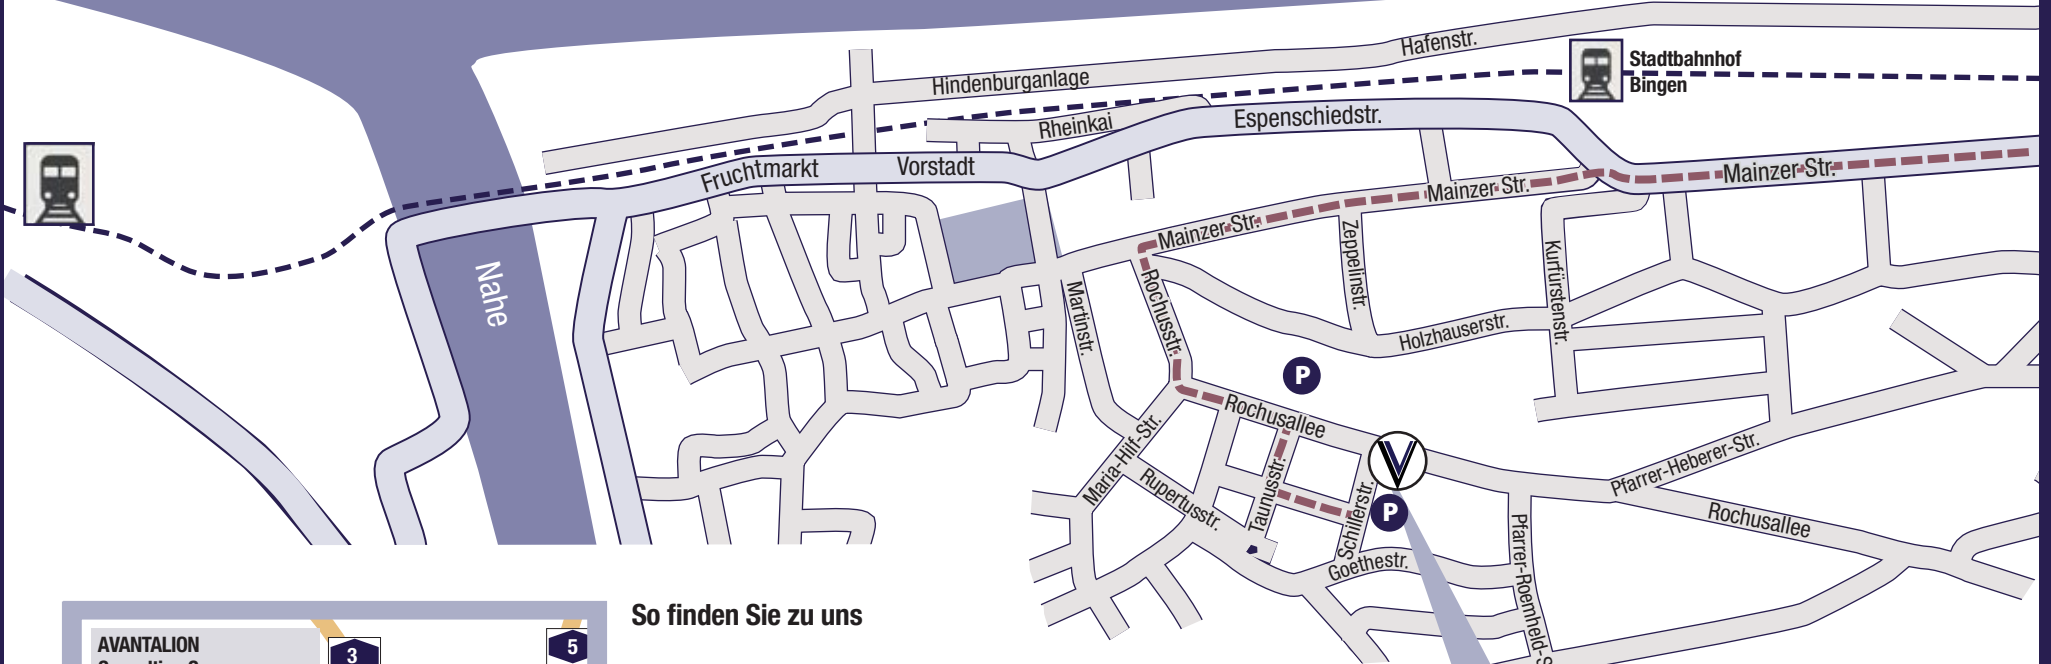 Hafenstr.
Hindenburganlage
Stadtbahnhof
Bingen
Rheinkai
Espenschiedstr.
Fruchtmarkt
Vorstadt
Mainzer Str.
Mainzer Str.
Mainzer Str.
Nahe
Zeppelinstr.
Kurfürstenstr.
Martinstr.
Rochusstr.
Holzhauserstr.
P
Rochusallee
Maria-Hilf-Str.
Rupertusstr.
Taunusstr.
Schillerstr.
V
P
Goethestr.
Pfarrer-Heberer-Str.
Rochusallee
Pfarrer-Roemheld-S
So finden Sie zu uns
AVANTALION
3
5